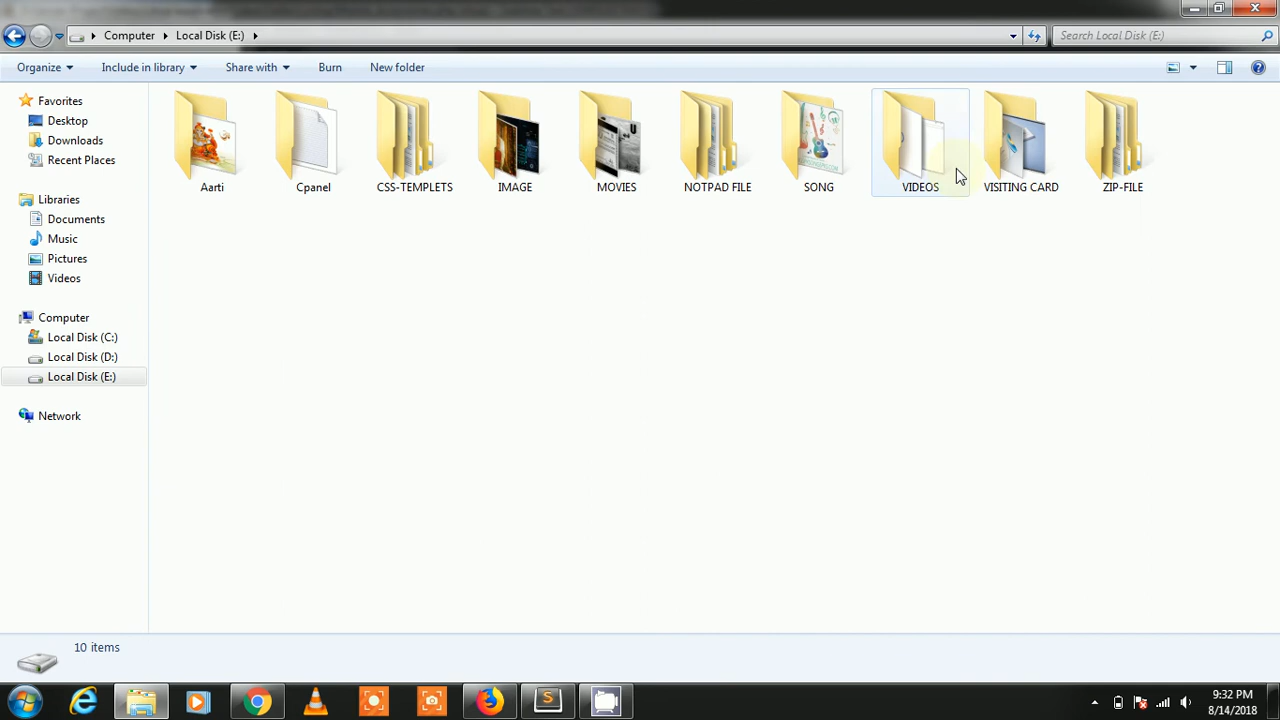 Computer Local Disk (E:)
Search Local Disk (E:)
Organize Include in library Share with Burn New folder
Favorites
Desktop
Downloads
Recent Places
Libraries
Documents
Music
Pictures
Videos
Computer
Local Disk (C:)
Local Disk (D:)
Local Disk (E:)
Network
Aarti Cpanel CSS-TEMPLETS IMAGE MOVIES NOTPAD FILE SONG VIDEOS VISITING CARD ZIP-FILE
10 items
9:32 PM
8/14/2018